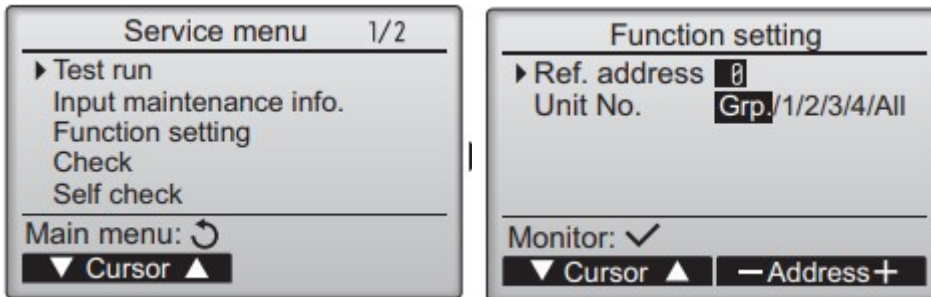 Service menu 1/2
Test run
Input maintenance info.
Function setting
Check
Self check
Main menu:
▼ Cursor ▲
Function setting
Ref. address 0
Unit No. Grp./1/2/3/4/All
Monitor:
▼ Cursor ▲ −Address+